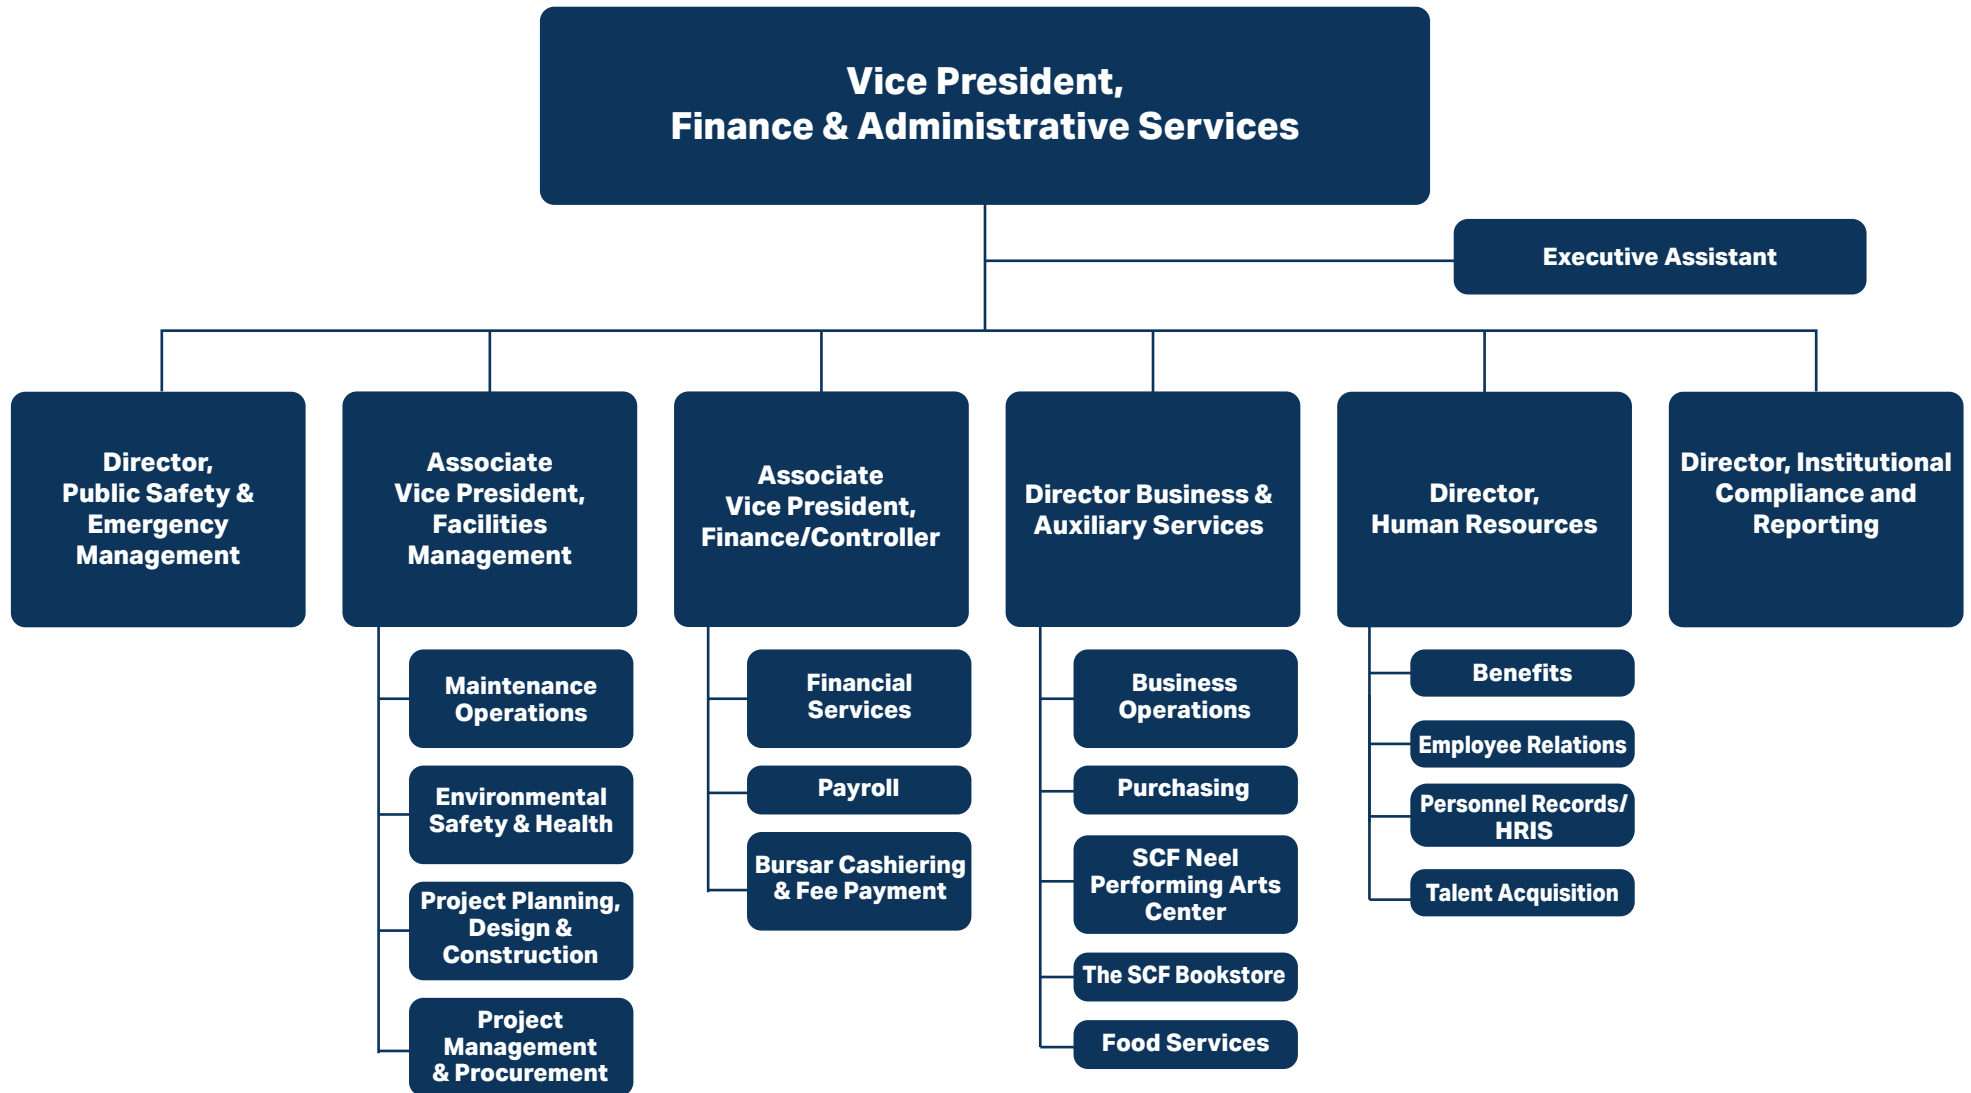 Vice President,
Finance & Administrative Services
Executive Assistant
Director,
Public Safety &
Emergency
Management
Associate
Vice President,
Facilities
Management
Associate
Vice President,
Finance/Controller
Director Business &
Auxiliary Services
Director,
Human Resources
Director, Institutional
Compliance and
Reporting
Maintenance
Operations
Environmental
Safety & Health
Project Planning,
Design &
Construction
Project
Management
& Procurement
Financial
Services
Payroll
Bursar Cashiering
& Fee Payment
Business
Operations
Purchasing
SCF Neel
Performing Arts
Center
The SCF Bookstore
Food Services
Benefits
Employee Relations
Personnel Records/
HRIS
Talent Acquisition